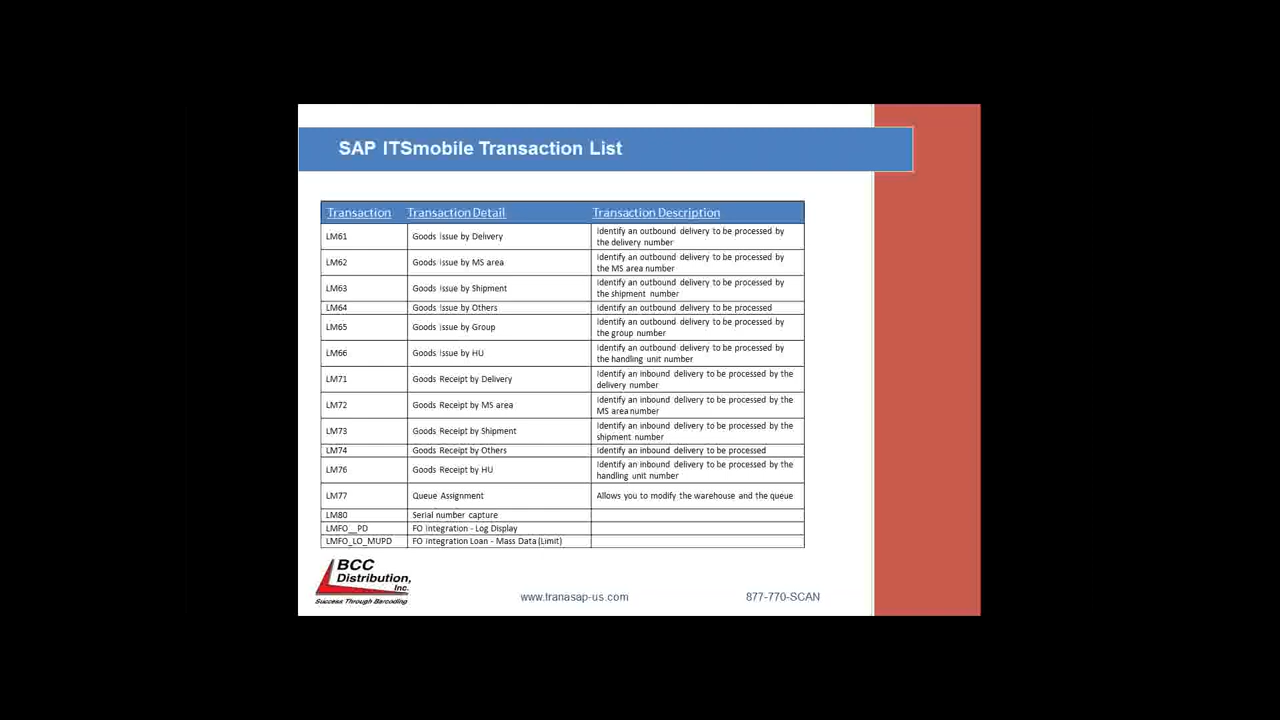 SAP ITSmobile Transaction List
Transaction Transaction Detail Transaction Description
LM61 Goods Issue by Delivery Identify an outbound delivery to be processed by
the delivery number
LM62 Goods Issue by MS area Identify an outbound delivery to be processed by
the MS area number
LM63 Goods Issue by Shipment Identify an outbound delivery to be processed by
the shipment number
LM64 Goods Issue by Others Identify an outbound delivery to be processed
LM65 Goods Issue by Group Identify an outbound delivery to be processed by
the group number
LM66 Goods Issue by HU Identify an outbound delivery to be processed by
the handling unit number
LM71 Goods Receipt by Delivery Identify an inbound delivery to be processed by the
delivery number
LM72 Goods Receipt by MS area Identify an inbound delivery to be processed by the
MS area number
LM73 Goods Receipt by Shipment Identify an inbound delivery to be processed by the
shipment number
LM74 Goods Receipt by Others Identify an inbound delivery to be processed
LM76 Goods Receipt by HU Identify an inbound delivery to be processed by the
handling unit number
LM77 Queue Assignment Allows you to modify the warehouse and the queue
LM80 Serial number capture
LMFO__PD FO Integration - Log Display
LMFO_LO_MUPD FO Integration Loan - Mass Data (Limit)
BCC
Distribution,
Inc.
Success Through Barcoding
www.tranasap-us.com 877-770-SCAN